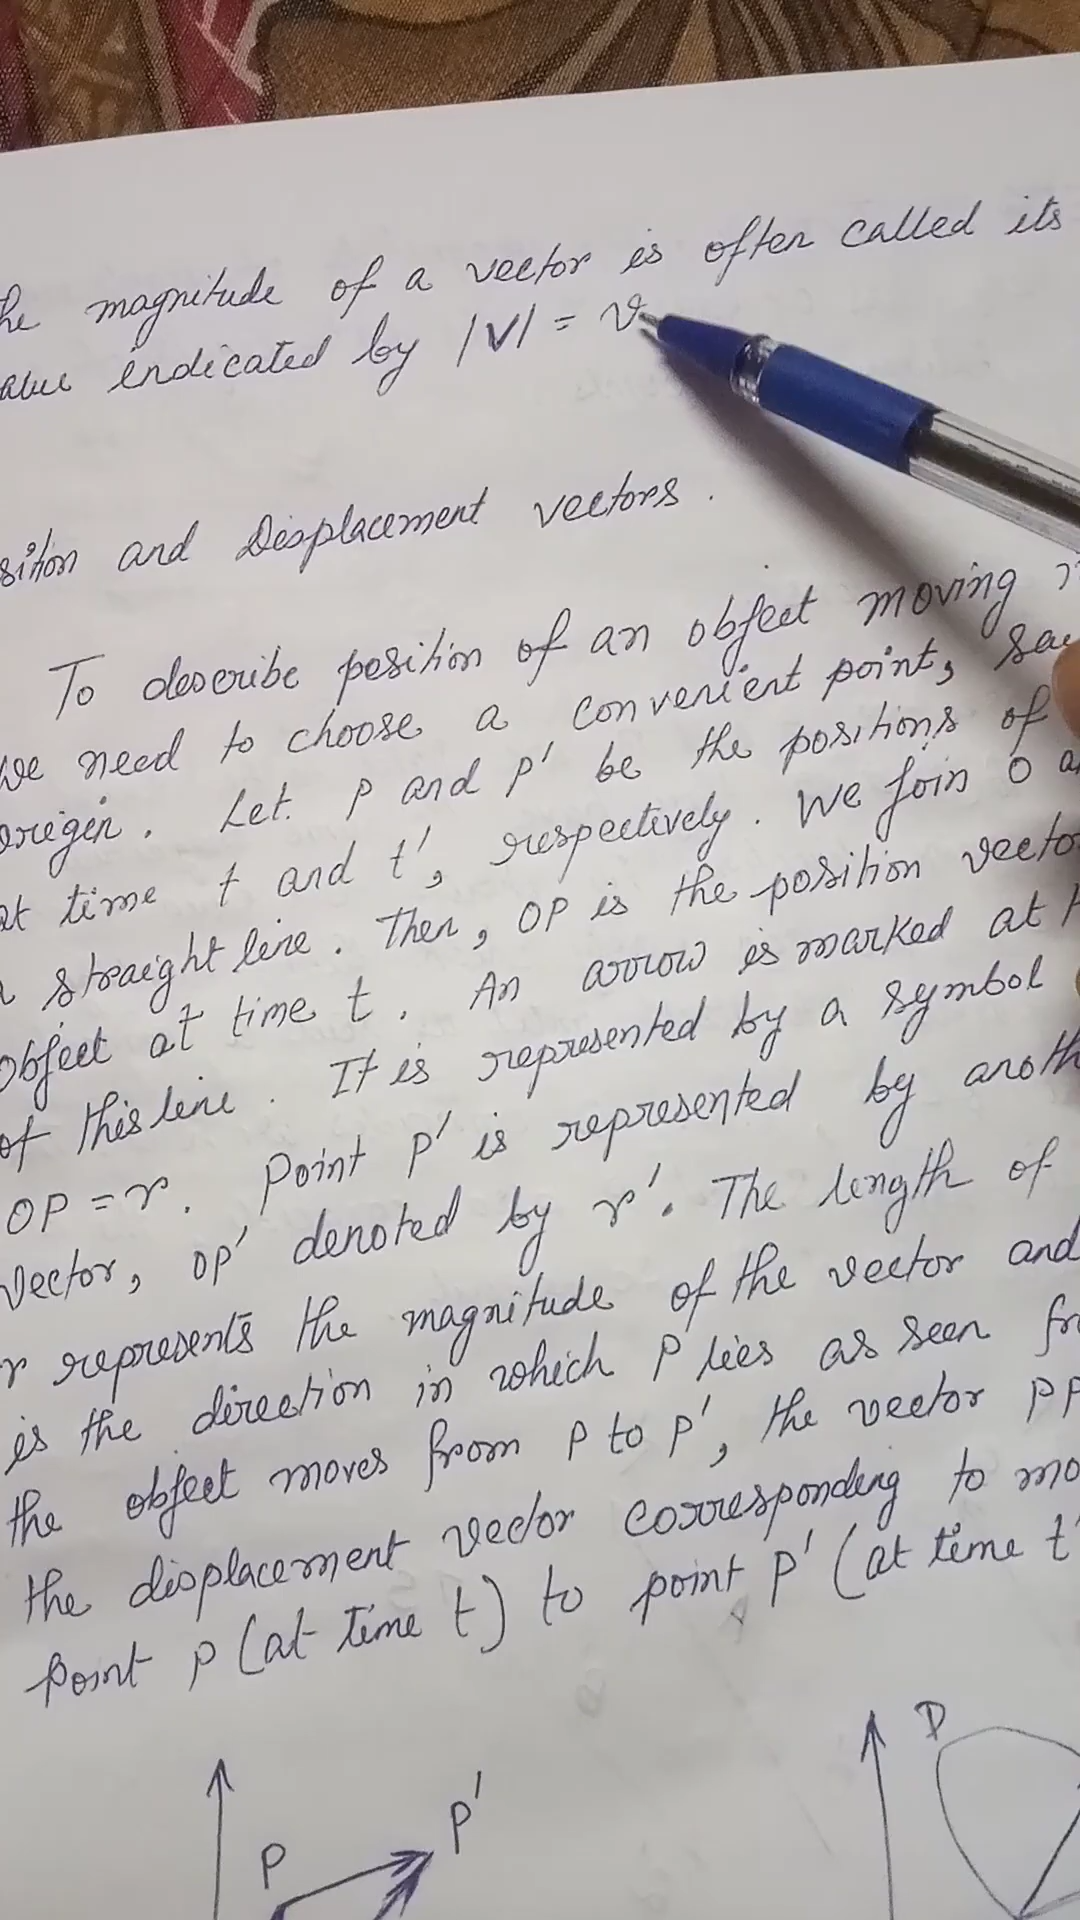 he magnitude of a vector is often called its
alue indicated by |V| = v
sition and Displacement vectors.
To describe position of an object moving
we need to choose a convenient point, say
origin. Let. P and P' be the positions of
at time t and t', respectively. We join O a
straight line. Then, OP is the position vecto
object at time t. An arrow is marked at
of this line. It is represented by a symbol
OP = r. Point P' is represented by anoth
vector, OP' denoted by r'. The length of
r represents the magnitude of the vector and
is the direction in which P lies as seen fr
the object moves from P to P', the vector PP
the displacement vector corresponding to mo
point P (at time t) to point P' (at time t'
P P' D